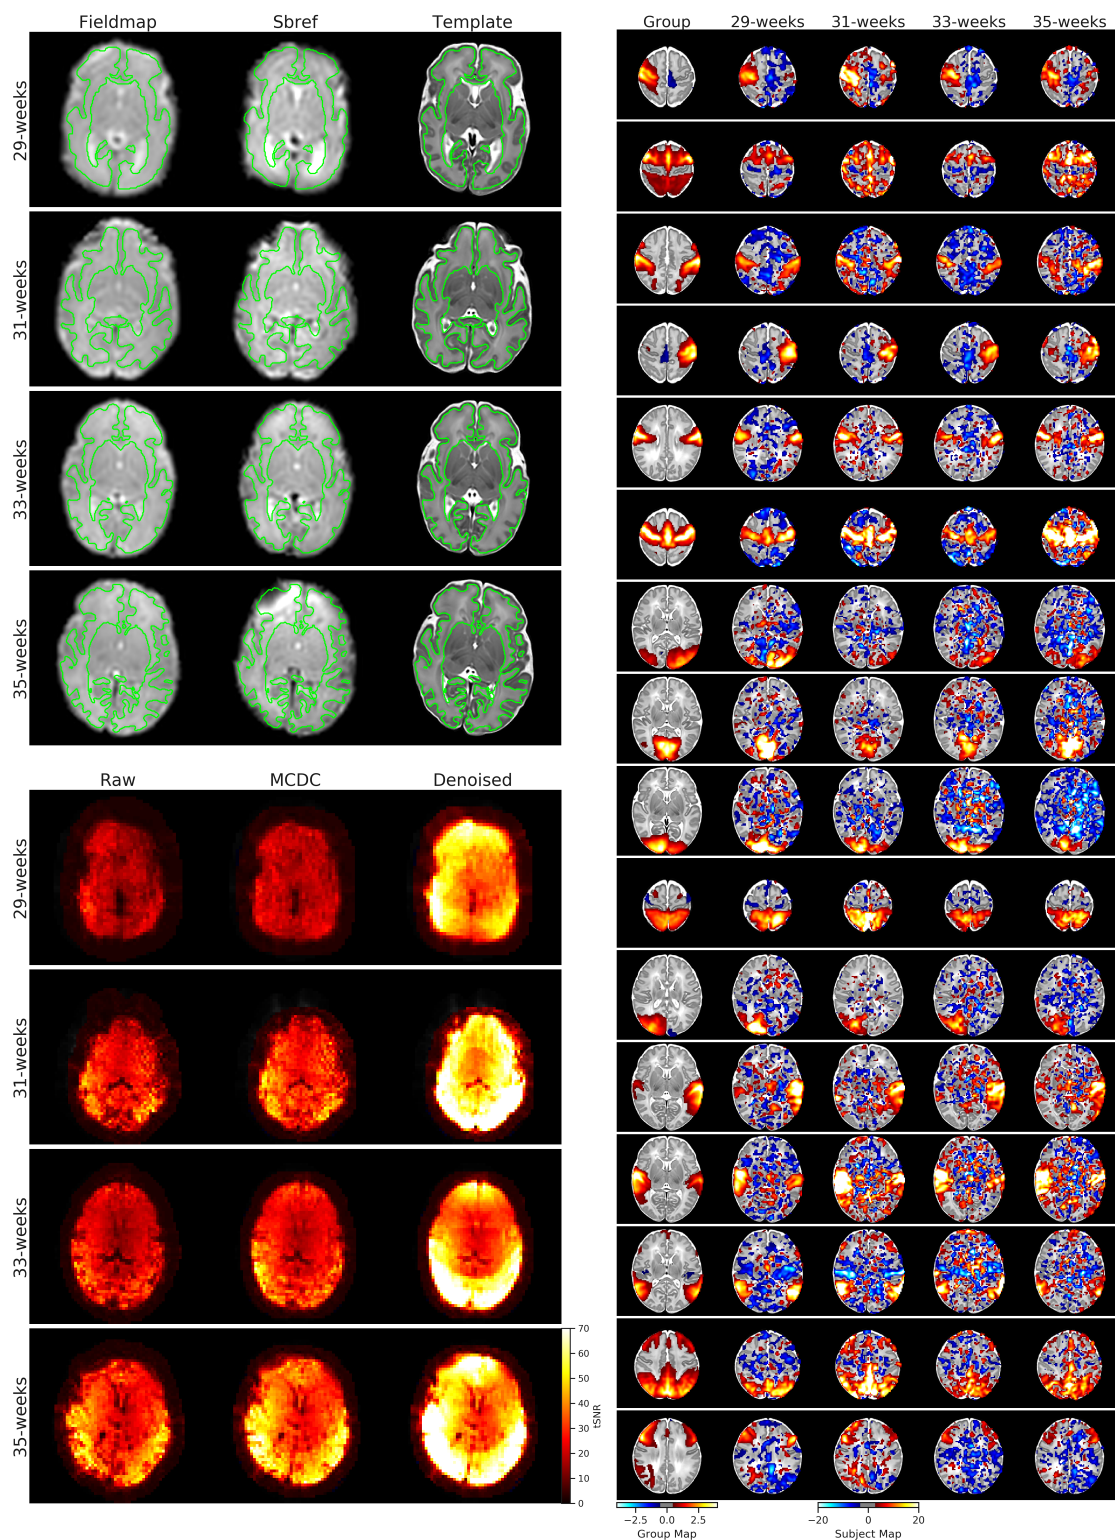 Fieldmap Sbref Template
29-weeks
31-weeks
33-weeks
35-weeks
Raw MCDC Denoised
29-weeks
31-weeks
33-weeks
35-weeks
70
60
50
40
30
20
10
0
tSNR
Group 29-weeks 31-weeks 33-weeks 35-weeks
−2.5 0.0 2.5
Group Map
−20 0 20
Subject Map